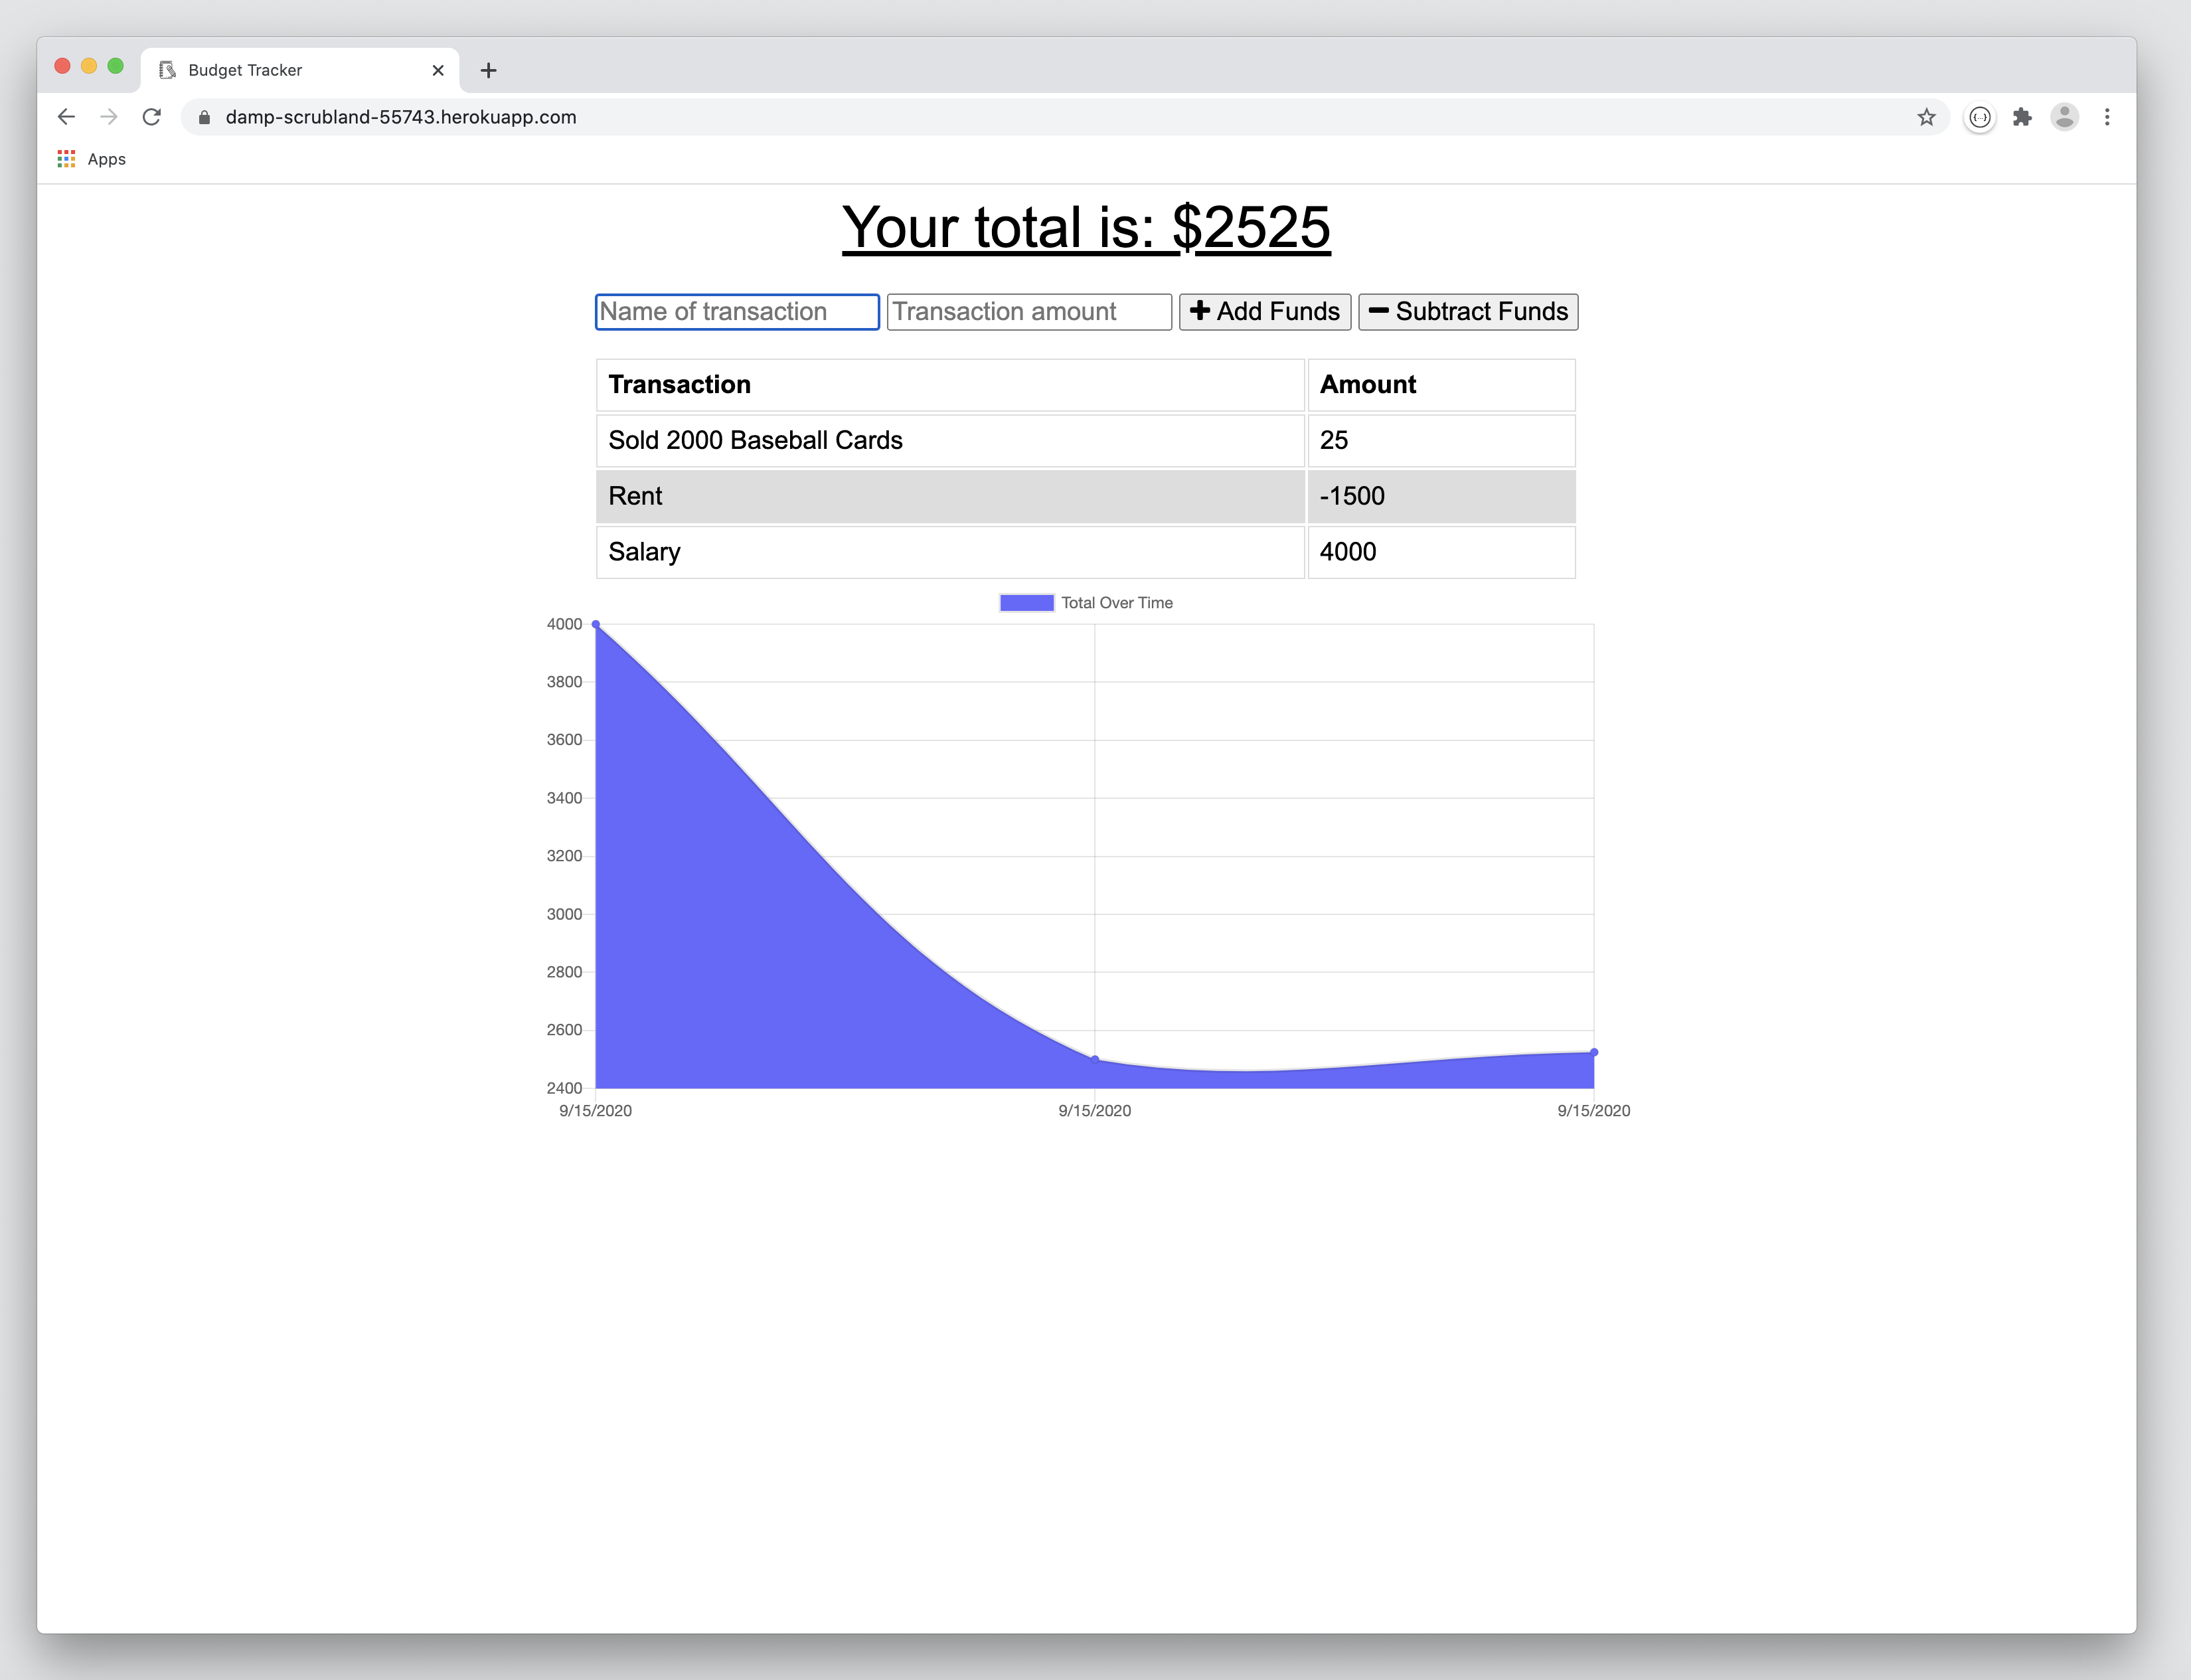 Budget Tracker
damp-scrubland-55743.herokuapp.com
Apps
Your total is: $2525
Name of transaction Transaction amount Add Funds Subtract Funds
Transaction Amount
Sold 2000 Baseball Cards 25
Rent -1500
Salary 4000
Total Over Time
4000
3800
3600
3400
3200
3000
2800
2600
2400
9/15/2020 9/15/2020 9/15/2020